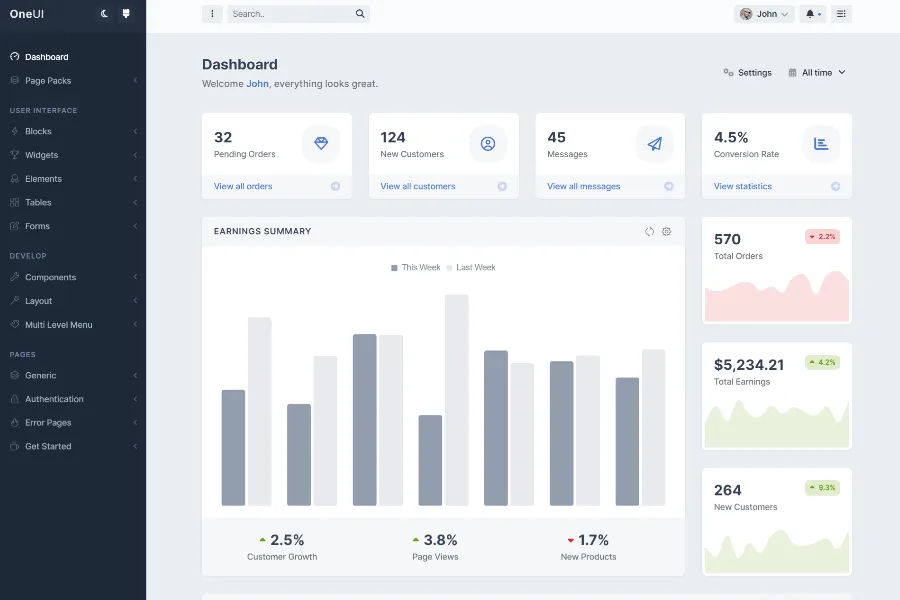 OneUI
Search..
John
Dashboard
Page Packs
USER INTERFACE
Blocks
Widgets
Elements
Tables
Forms
DEVELOP
Components
Layout
Multi Level Menu
PAGES
Generic
Authentication
Error Pages
Get Started
Dashboard
Welcome John, everything looks great.
Settings
All time
32
Pending Orders
View all orders
124
New Customers
View all customers
45
Messages
View all messages
4.5%
Conversion Rate
View statistics
EARNINGS SUMMARY
This Week Last Week
2.5%
Customer Growth
3.8%
Page Views
1.7%
New Products
570
2.2%
Total Orders
$5,234.21
4.2%
Total Earnings
264
9.3%
New Customers